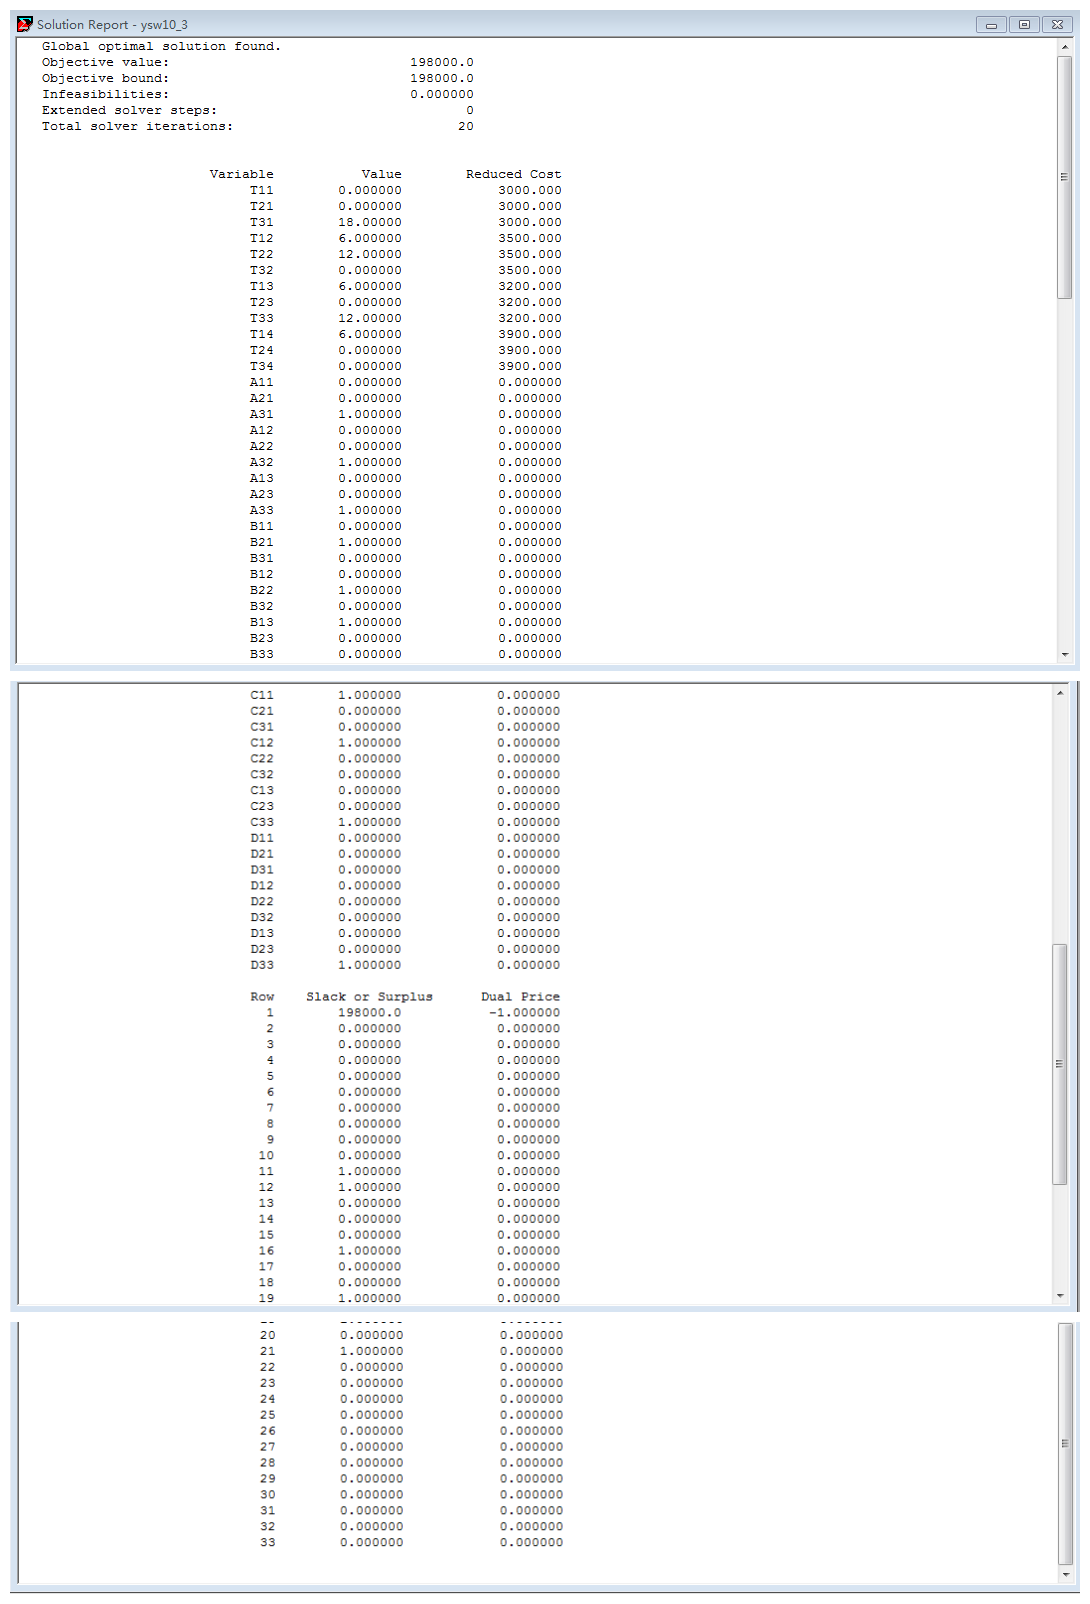 Solution Report - ysw10_3
Global optimal solution found.
Objective value: 198000.0
Objective bound: 198000.0
Infeasibilities: 0.000000
Extended solver steps: 0
Total solver iterations: 20
Variable Value Reduced Cost
T11 0.000000 3000.000
T21 0.000000 3000.000
T31 18.00000 3000.000
T12 6.000000 3500.000
T22 12.00000 3500.000
T32 0.000000 3500.000
T13 6.000000 3200.000
T23 0.000000 3200.000
T33 12.00000 3200.000
T14 6.000000 3900.000
T24 0.000000 3900.000
T34 0.000000 3900.000
A11 0.000000 0.000000
A21 0.000000 0.000000
A31 1.000000 0.000000
A12 0.000000 0.000000
A22 0.000000 0.000000
A32 1.000000 0.000000
A13 0.000000 0.000000
A23 0.000000 0.000000
A33 1.000000 0.000000
B11 0.000000 0.000000
B21 1.000000 0.000000
B31 0.000000 0.000000
B12 0.000000 0.000000
B22 1.000000 0.000000
B32 0.000000 0.000000
B13 1.000000 0.000000
B23 0.000000 0.000000
B33 0.000000 0.000000
C11 1.000000 0.000000
C21 0.000000 0.000000
C31 0.000000 0.000000
C12 1.000000 0.000000
C22 0.000000 0.000000
C32 0.000000 0.000000
C13 0.000000 0.000000
C23 0.000000 0.000000
C33 1.000000 0.000000
D11 0.000000 0.000000
D21 0.000000 0.000000
D31 0.000000 0.000000
D12 0.000000 0.000000
D22 0.000000 0.000000
D32 0.000000 0.000000
D13 0.000000 0.000000
D23 0.000000 0.000000
D33 1.000000 0.000000
Row Slack or Surplus Dual Price
1 198000.0 -1.000000
2 0.000000 0.000000
3 0.000000 0.000000
4 0.000000 0.000000
5 0.000000 0.000000
6 0.000000 0.000000
7 0.000000 0.000000
8 0.000000 0.000000
9 0.000000 0.000000
10 0.000000 0.000000
11 1.000000 0.000000
12 1.000000 0.000000
13 0.000000 0.000000
14 0.000000 0.000000
15 0.000000 0.000000
16 1.000000 0.000000
17 0.000000 0.000000
18 0.000000 0.000000
19 1.000000 0.000000
20 0.000000 0.000000
21 1.000000 0.000000
22 0.000000 0.000000
23 0.000000 0.000000
24 0.000000 0.000000
25 0.000000 0.000000
26 0.000000 0.000000
27 0.000000 0.000000
28 0.000000 0.000000
29 0.000000 0.000000
30 0.000000 0.000000
31 0.000000 0.000000
32 0.000000 0.000000
33 0.000000 0.000000